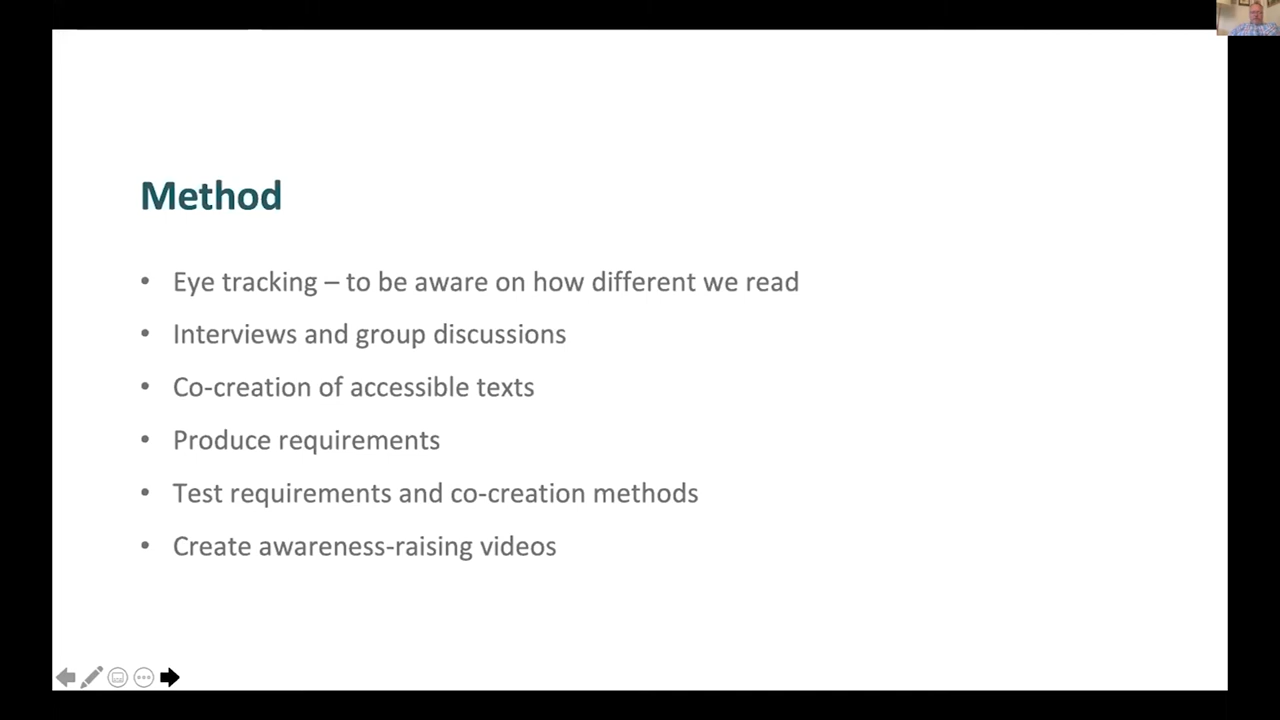 Method
• Eye tracking – to be aware on how different we read
• Interviews and group discussions
• Co-creation of accessible texts
• Produce requirements
• Test requirements and co-creation methods
• Create awareness-raising videos